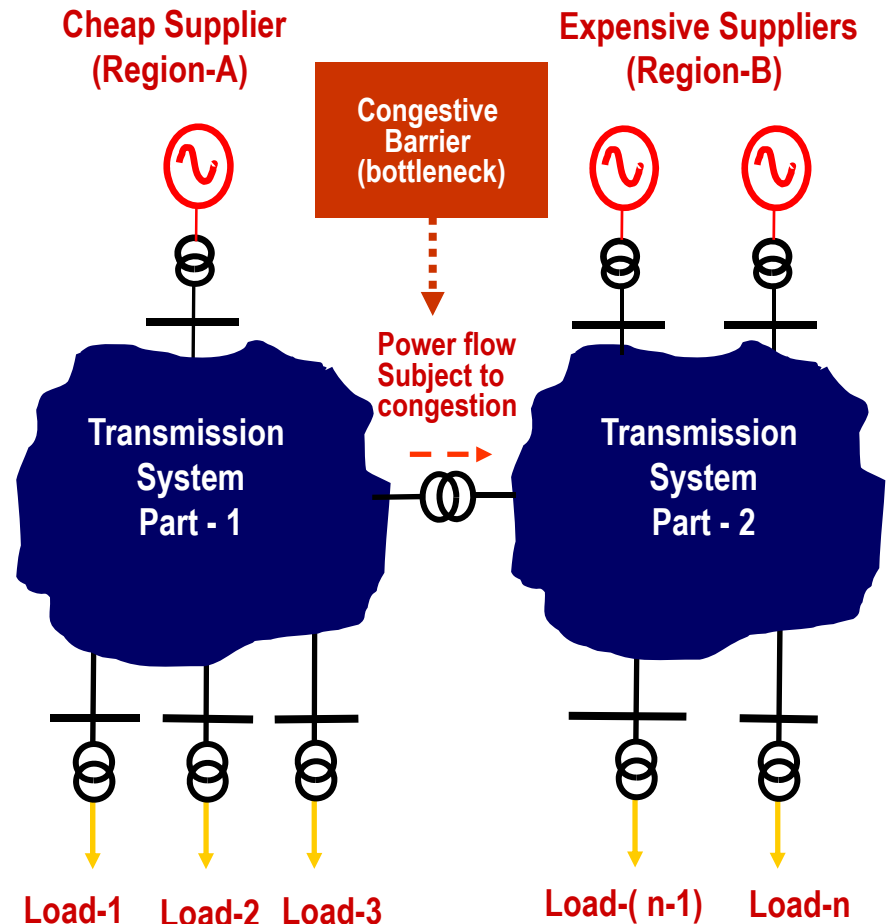 Cheap Supplier
(Region-A)
Expensive Suppliers
(Region-B)
Congestive
Barrier
(bottleneck)
Power flow
Subject to
congestion
Transmission
System
Part - 1
Transmission
System
Part - 2
Load-1
Load-2
Load-3
Load-( n-1)
Load-n